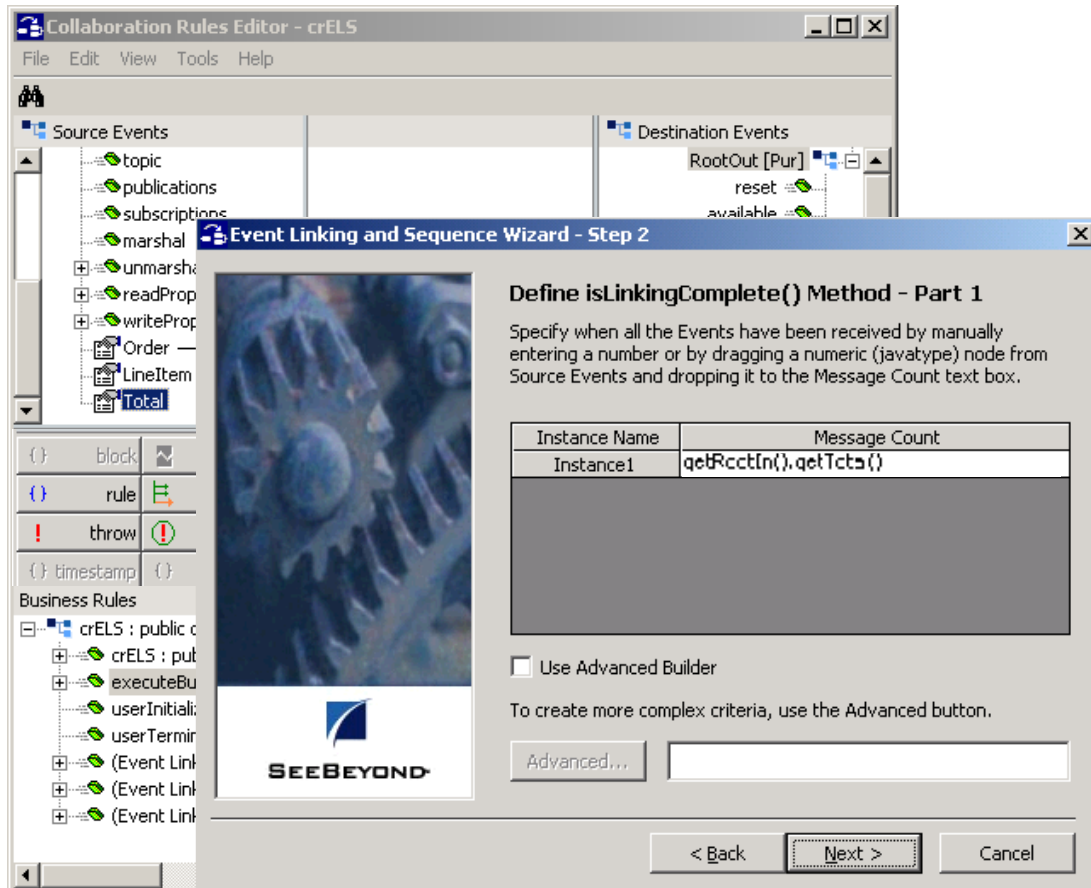 Collaboration Rules Editor - crELS
File Edit View Tools Help
Source Events
Destination Events
topic
RootOut [Pur]
publications
reset
subscriptions
available
marshal
unmarsha
readProp
writeProp
Order
LineItem
Total
{} block
{} rule
! throw
{} timestamp {}
Business Rules
crELS : public c
crELS : pub
executeBu
userInitializ
userTermin
(Event Link
(Event Link
(Event Link
Event Linking and Sequence Wizard - Step 2
Define isLinkingComplete() Method - Part 1
Specify when all the Events have been received by manually
entering a number or by dragging a numeric (javatype) node from
Source Events and dropping it to the Message Count text box.
Instance Name Message Count
Instance1 getRcctIn().getTcta()
Use Advanced Builder
To create more complex criteria, use the Advanced button.
Advanced...
SEEBEYOND
< Back Next > Cancel